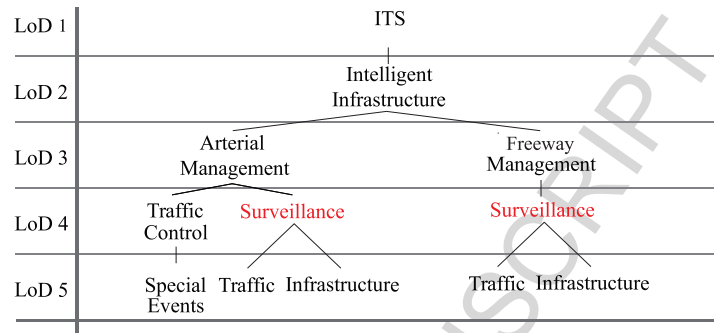 LoD 1
ITS
LoD 2
Intelligent
Infrastructure
LoD 3
Arterial
Management
Freeway
Management
LoD 4
Traffic
Control
Surveillance
Surveillance
LoD 5
Special
Events
Traffic
Infrastructure
Traffic
Infrastructure
SCRIPT